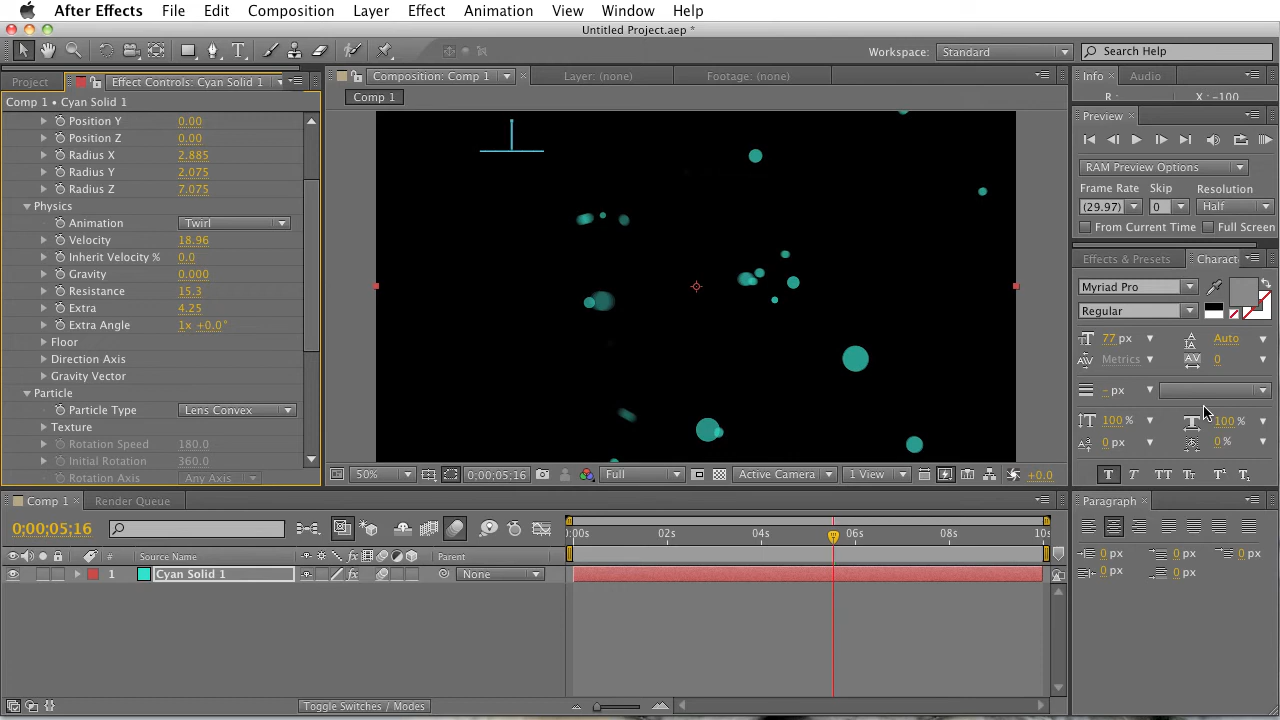 After Effects File Edit Composition Layer Effect Animation View Window Help
Untitled Project.aep *
Workspace: Standard Search Help
Project Effect Controls: Cyan Solid 1 Composition: Comp 1 Layer: (none) Footage: (none) Info Audio
Comp 1 • Cyan Solid 1 Comp 1 R : X : -100
Position Y 0.00
Position Z 0.00
Radius X 2.885
Radius Y 2.075
Radius Z 7.075
Physics
Animation Twirl
Velocity 18.96
Inherit Velocity % 0.0
Gravity 0.000
Resistance 15.3
Extra 4.25
Extra Angle 1x +0.0°
Floor
Direction Axis
Gravity Vector
Particle
Particle Type Lens Convex
Texture
Rotation Speed 180.0
Initial Rotation 360.0
Rotation Axis Any Axis
50% 0;00;05;16 Full Active Camera 1 View +0.0
Preview
RAM Preview Options
Frame Rate Skip Resolution
(29.97) 0 Half
From Current Time Full Screen
Effects & Presets Charact
Myriad Pro
Regular
77 px Auto
Metrics 0
- px
100 % 100 %
0 px 0 %
T T TT Tt T¹ T₁
Paragraph
0 px 0 px 0 px
0 px 0 px
Comp 1 Render Queue
0;00;05;16
:00s 02s 04s 06s 08s 10s
# Source Name Parent
1 Cyan Solid 1 fx None
Toggle Switches / Modes